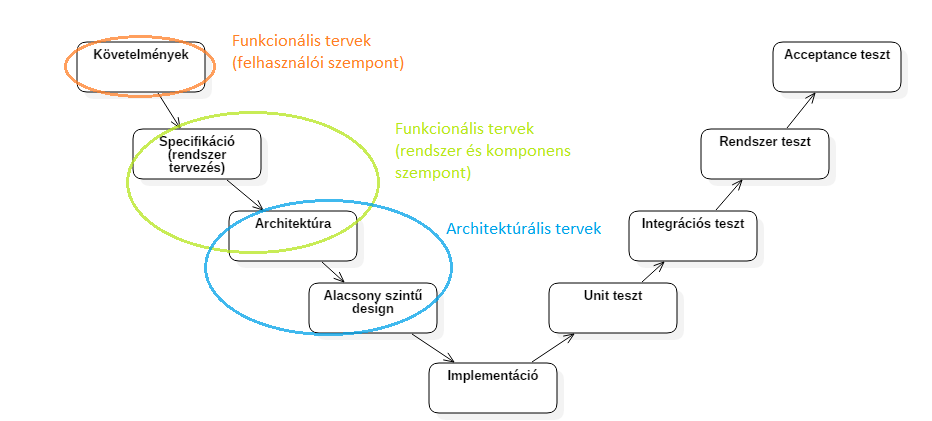 Követelmények
Funkcionális tervek
(felhasználói szempont)
Acceptance teszt
Specifikáció
(rendszer
tervezés)
Funkcionális tervek
(rendszer és komponens
szempont)
Rendszer teszt
Architektúra
Architektúrális tervek
Integrációs teszt
Alacsony szintű
design
Unit teszt
Implementáció